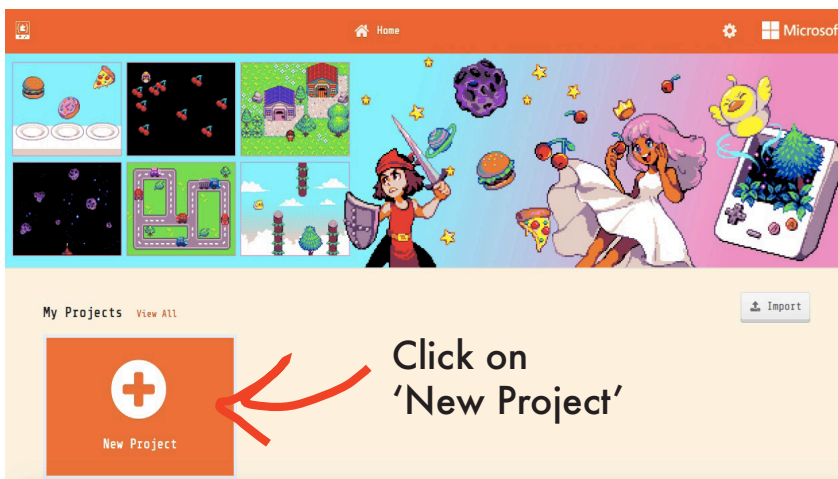 Home
Microsof
My Projects View All
Import
Click on
‘New Project’
New Project